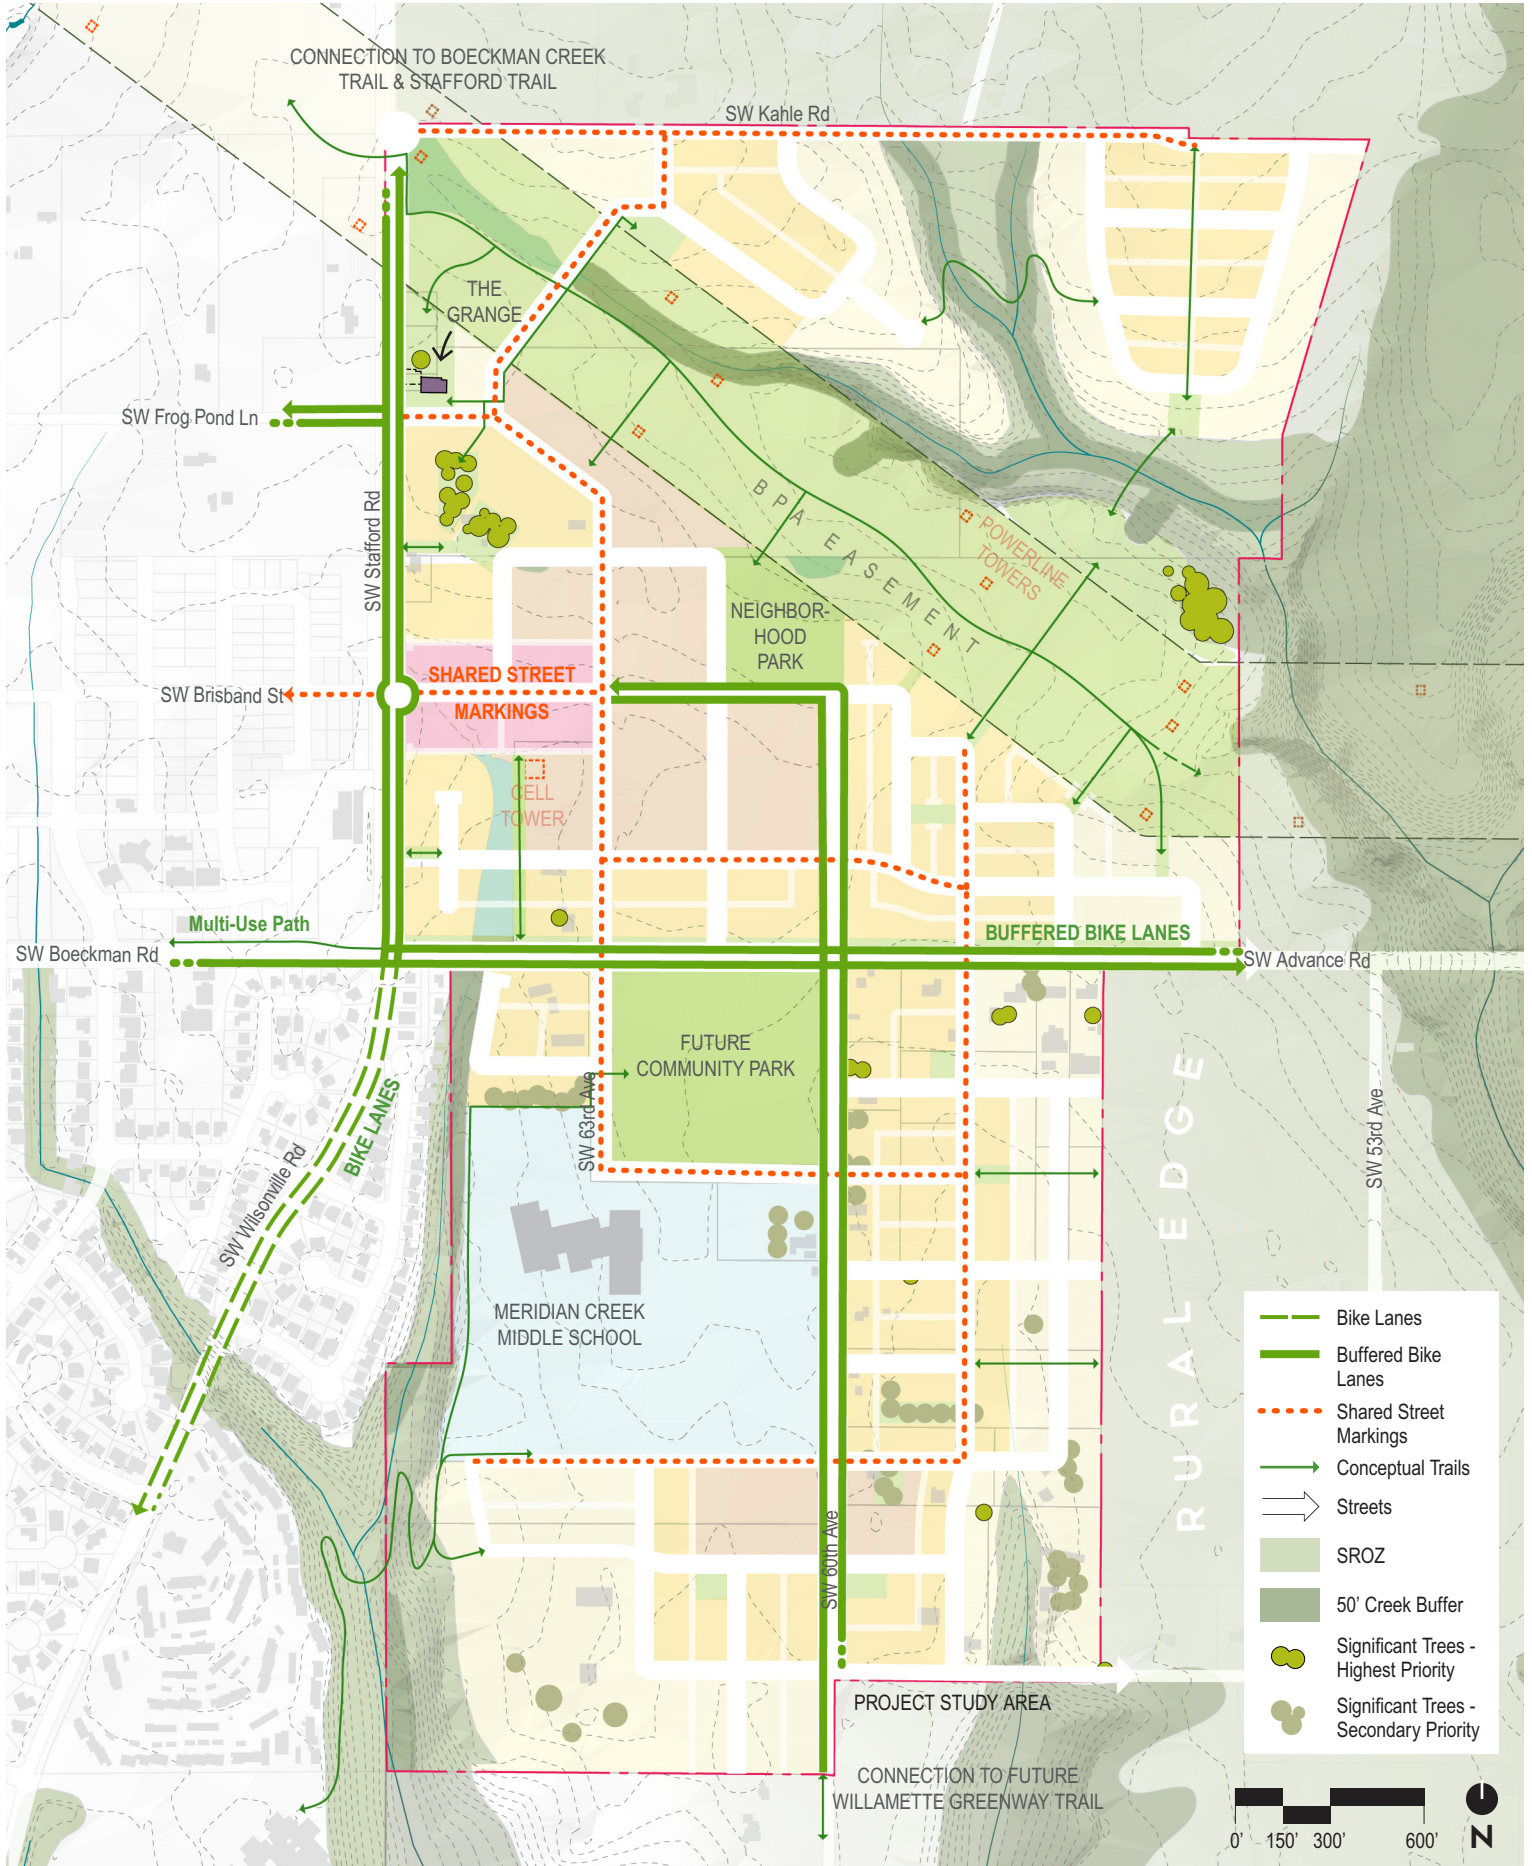 CONNECTION TO BOECKMAN CREEK
TRAIL & STAFFORD TRAIL
SW Kahle Rd
THE
GRANGE
SW Frog Pond Ln
SW Stafford Rd
BPA EASEMENT
POWERLINE
TOWERS
NEIGHBOR-
HOOD
PARK
SHARED STREET
MARKINGS
SW Brisband St
CELL
TOWER
Multi-Use Path
BUFFERED BIKE LANES
SW Boeckman Rd
SW Advance Rd
FUTURE
COMMUNITY PARK
SW 63rd Ave
BIKE LANES
SW Wilsonville Rd
RURAL EDGE
SW 53rd Ave
MERIDIAN CREEK
MIDDLE SCHOOL
SW 60th Ave
PROJECT STUDY AREA
CONNECTION TO FUTURE
WILLAMETTE GREENWAY TRAIL
Bike Lanes
Buffered Bike
Lanes
Shared Street
Markings
Conceptual Trails
Streets
SROZ
50' Creek Buffer
Significant Trees -
Highest Priority
Significant Trees -
Secondary Priority
0' 150' 300' 600'
N